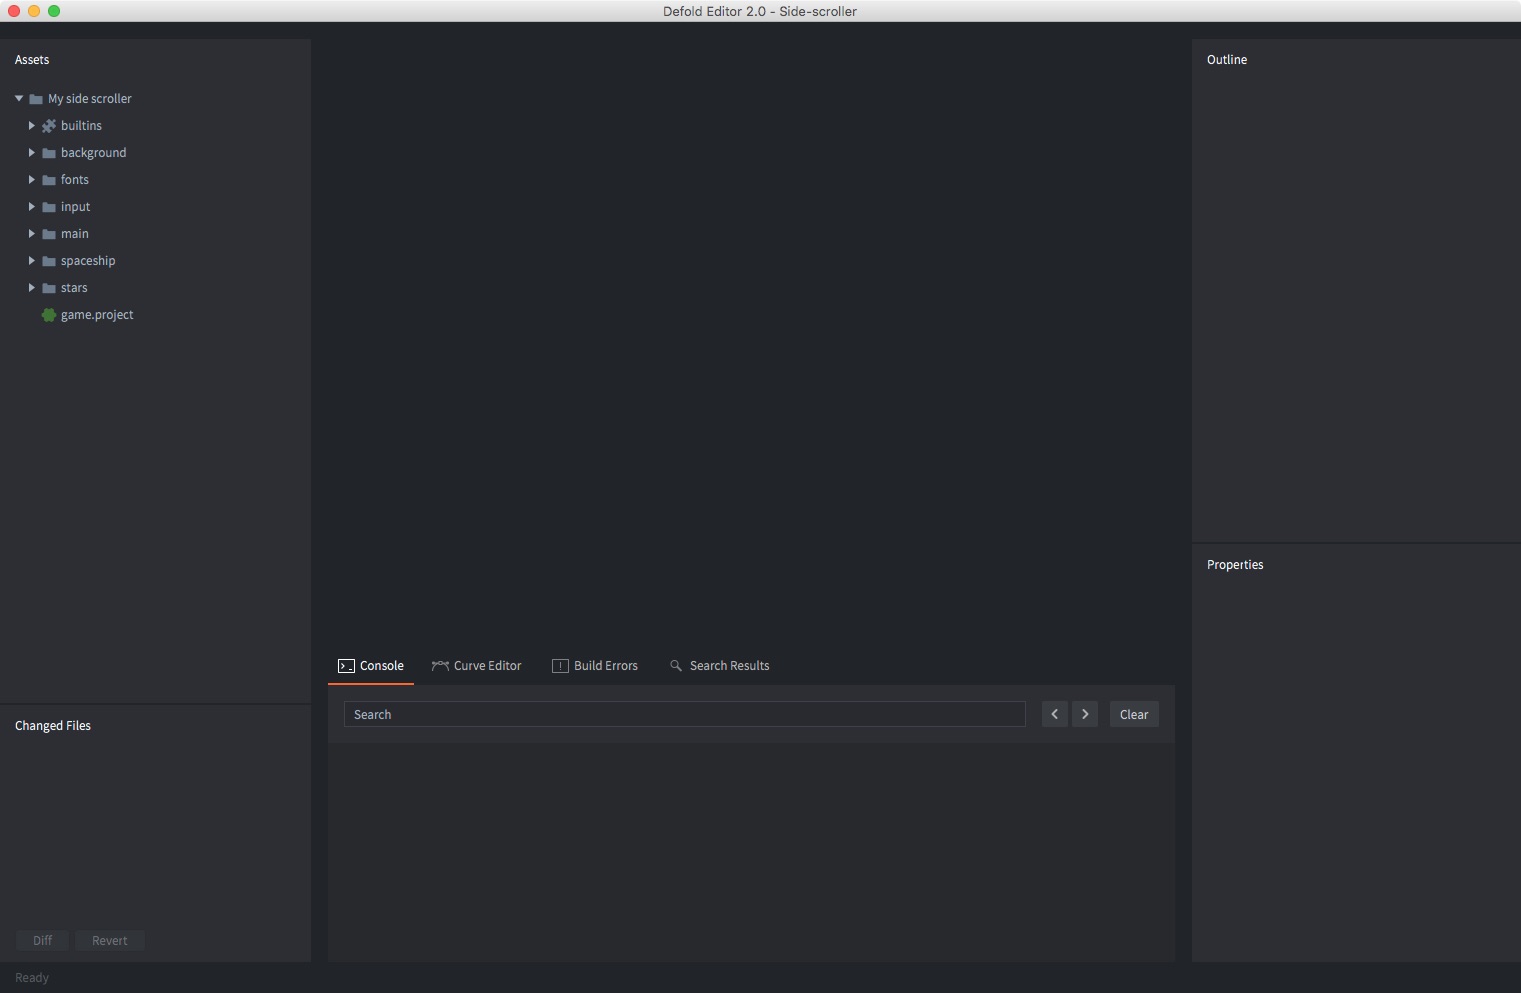 Defold Editor 2.0 - Side-scroller
Assets
My side scroller
builtins
background
fonts
input
main
spaceship
stars
game.project
Changed Files
Diff Revert
Ready
Console Curve Editor Build Errors Search Results
Search Clear
Outline
Properties